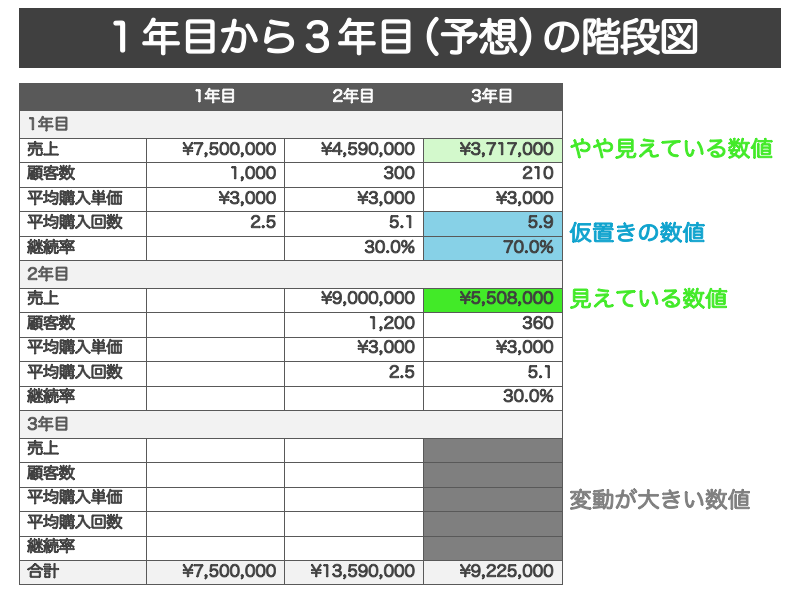 1年目から3年目(予想)の階段図
1年目 2年目 3年目
1年目
売上 ¥7,500,000 ¥4,590,000 ¥3,717,000 やや見えている数値
顧客数 1,000 300 210
平均購入単価 ¥3,000 ¥3,000 ¥3,000
平均購入回数 2.5 5.1 5.9 仮置きの数値
継続率 30.0% 70.0%
2年目
売上 ¥9,000,000 ¥5,508,000 見えている数値
顧客数 1,200 360
平均購入単価 ¥3,000 ¥3,000
平均購入回数 2.5 5.1
継続率 30.0%
3年目
売上
顧客数
平均購入単価 変動が大きい数値
平均購入回数
継続率
合計 ¥7,500,000 ¥13,590,000 ¥9,225,000